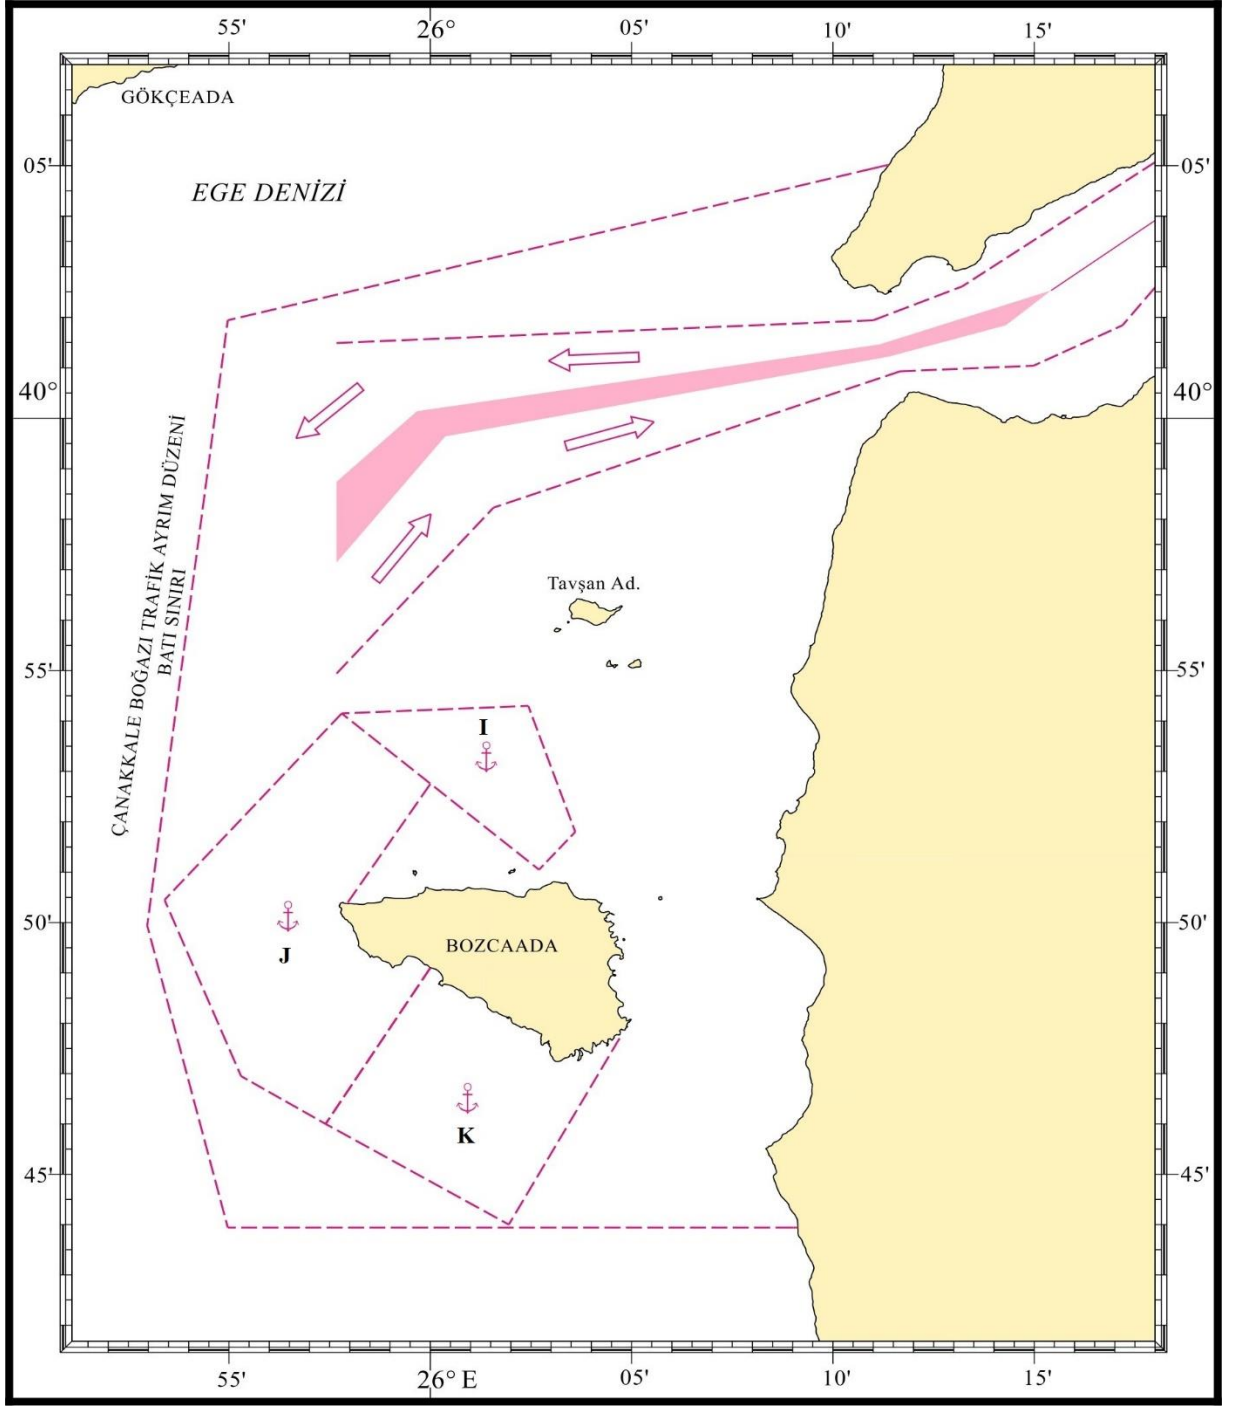 55' 26° 05' 10' 15'
GÖKÇEADA
05' 05'
EGE DENİZİ
40° 40°
ÇANAKKALE BOĞAZI TRAFİK AYRIM DÜZENİ
BATI SINIRI
Tavşan Ad.
55' 55'
I
50' 50'
BOZCAADA
J
K
45' 45'
55' 26° E 05' 10' 15'